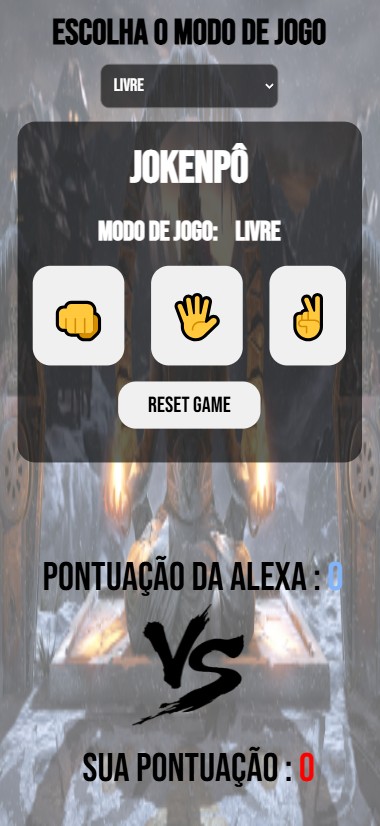 ESCOLHA O MODO DE JOGO
LIVRE
JOKENPÔ
MODO DE JOGO: LIVRE
RESET GAME
PONTUAÇÃO DA ALEXA : 0
VS
SUA PONTUAÇÃO : 0